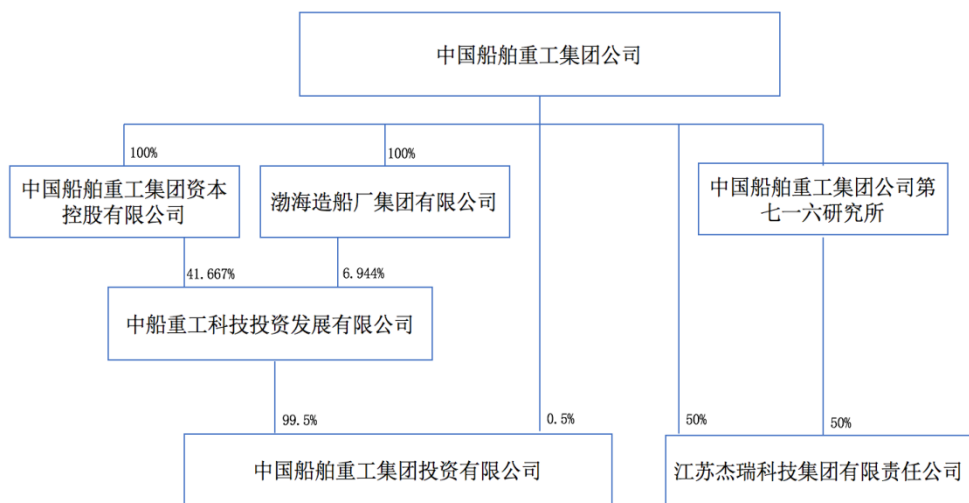 中国船舶重工集团公司
100%
100%
中国船舶重工集团资本
控股有限公司
渤海造船厂集团有限公司
中国船舶重工集团公司第
七一六研究所
41.667%
6.944%
中船重工科技投资发展有限公司
99.5%
0.5%
50%
50%
中国船舶重工集团投资有限公司
江苏杰瑞科技集团有限责任公司